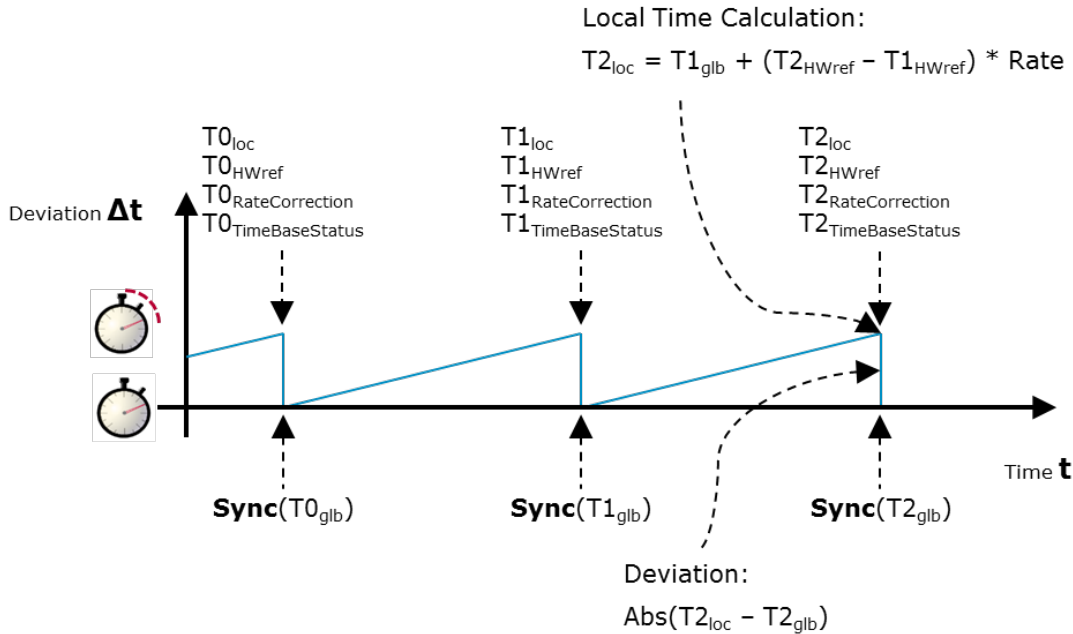 Local Time Calculation:
T2loc = T1glb + (T2HWref – T1HWref) * Rate
T0loc
T0HWref
T0RateCorrection
T0TimeBaseStatus
T1loc
T1HWref
T1RateCorrection
T1TimeBaseStatus
T2loc
T2HWref
T2RateCorrection
T2TimeBaseStatus
Deviation Δt
Time t
Sync(T0glb)
Sync(T1glb)
Sync(T2glb)
Deviation:
Abs(T2loc – T2glb)